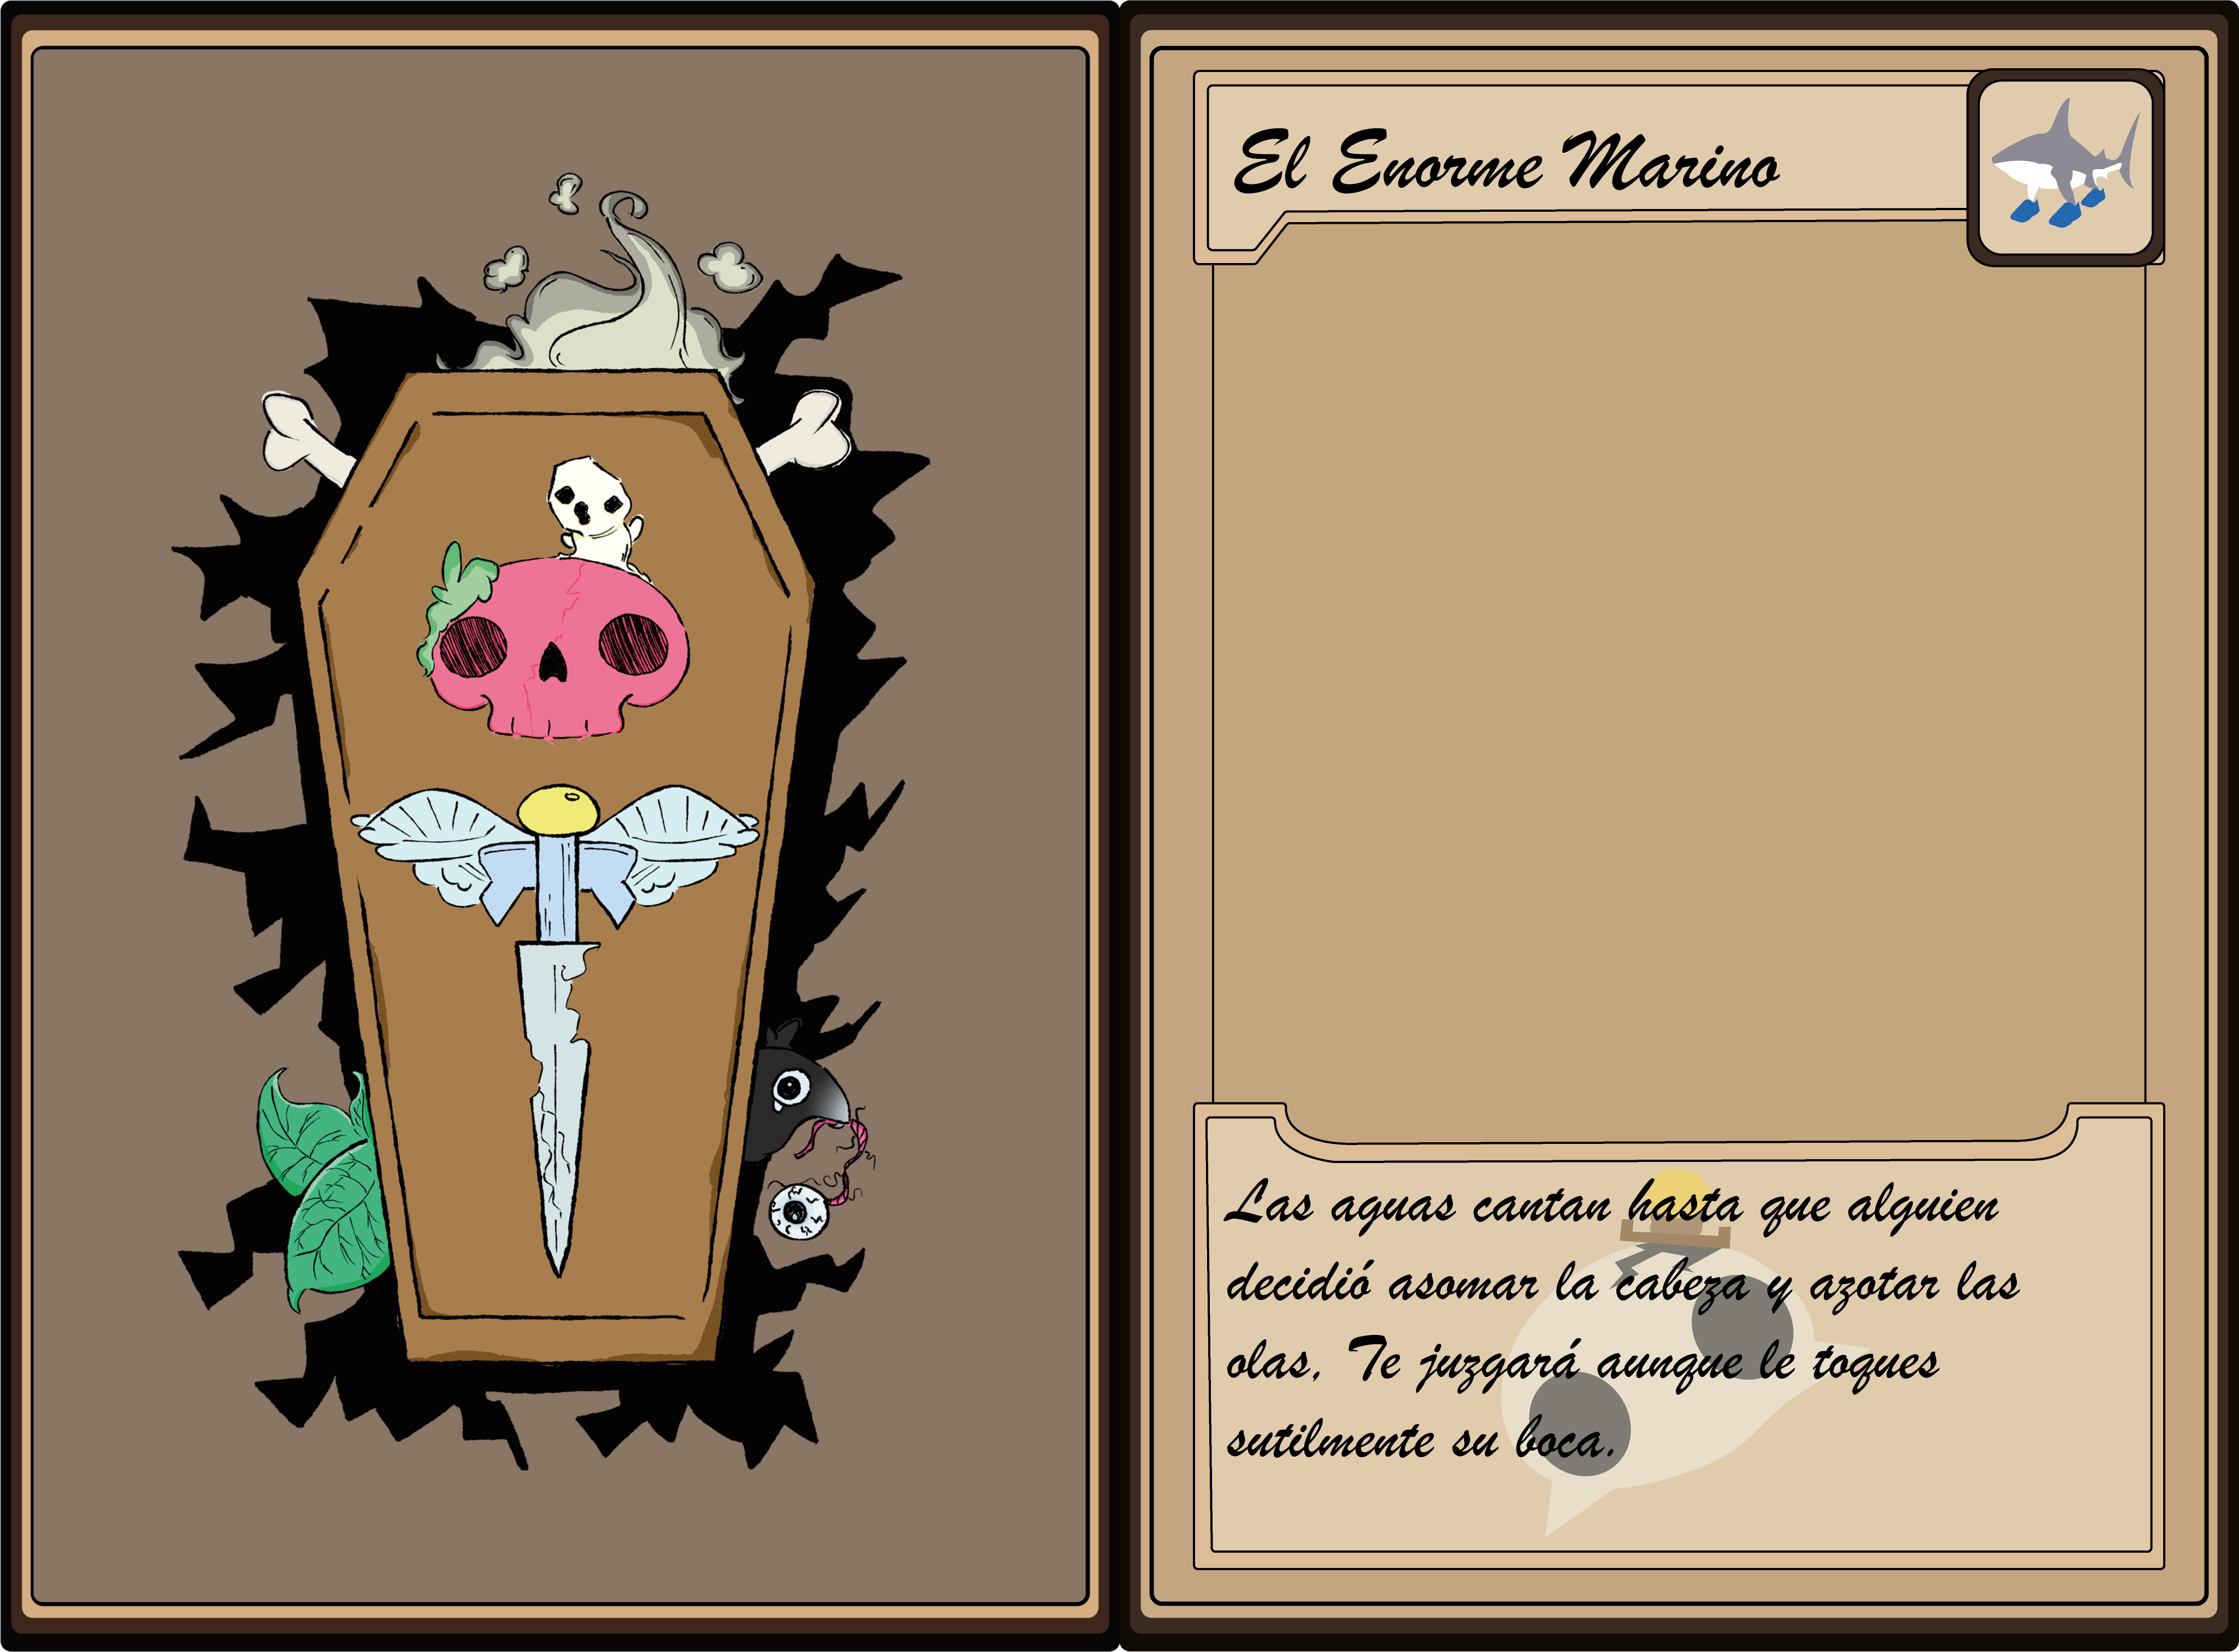 El Enorme Marino
Las aguas cantan hasta que alguien
decidió asomar la cabeza y azotar las
olas, Te juzgará aunque le toques
sutilmente su boca.